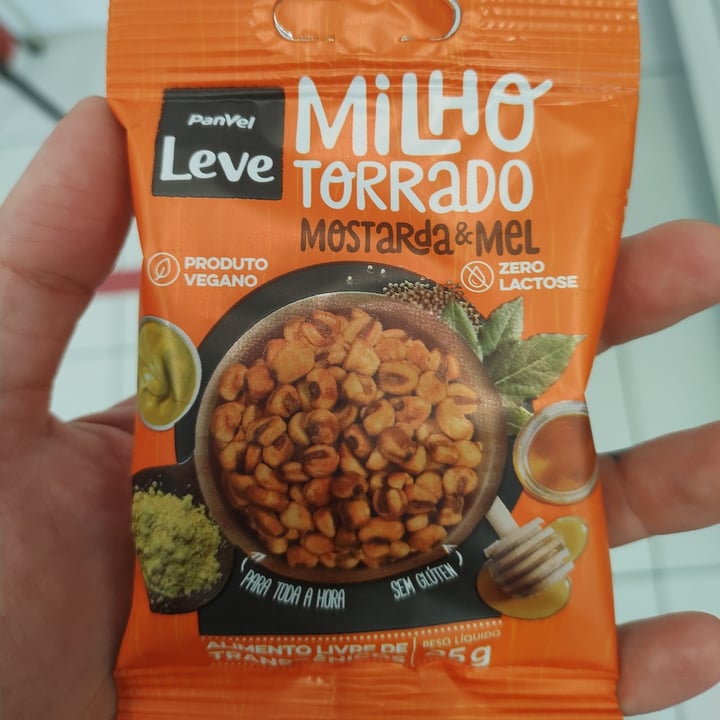 PanVel
Leve
MiLHO
TORRADO
MOSTARDA & MEL
PRODUTO
VEGANO
ZERO
LACTOSE
(PARA TODA A HORA
SEM GLÚTEN)
ALIMENTO LIVRE DE
TRANSGÊNICOS
PESO LÍQUIDO